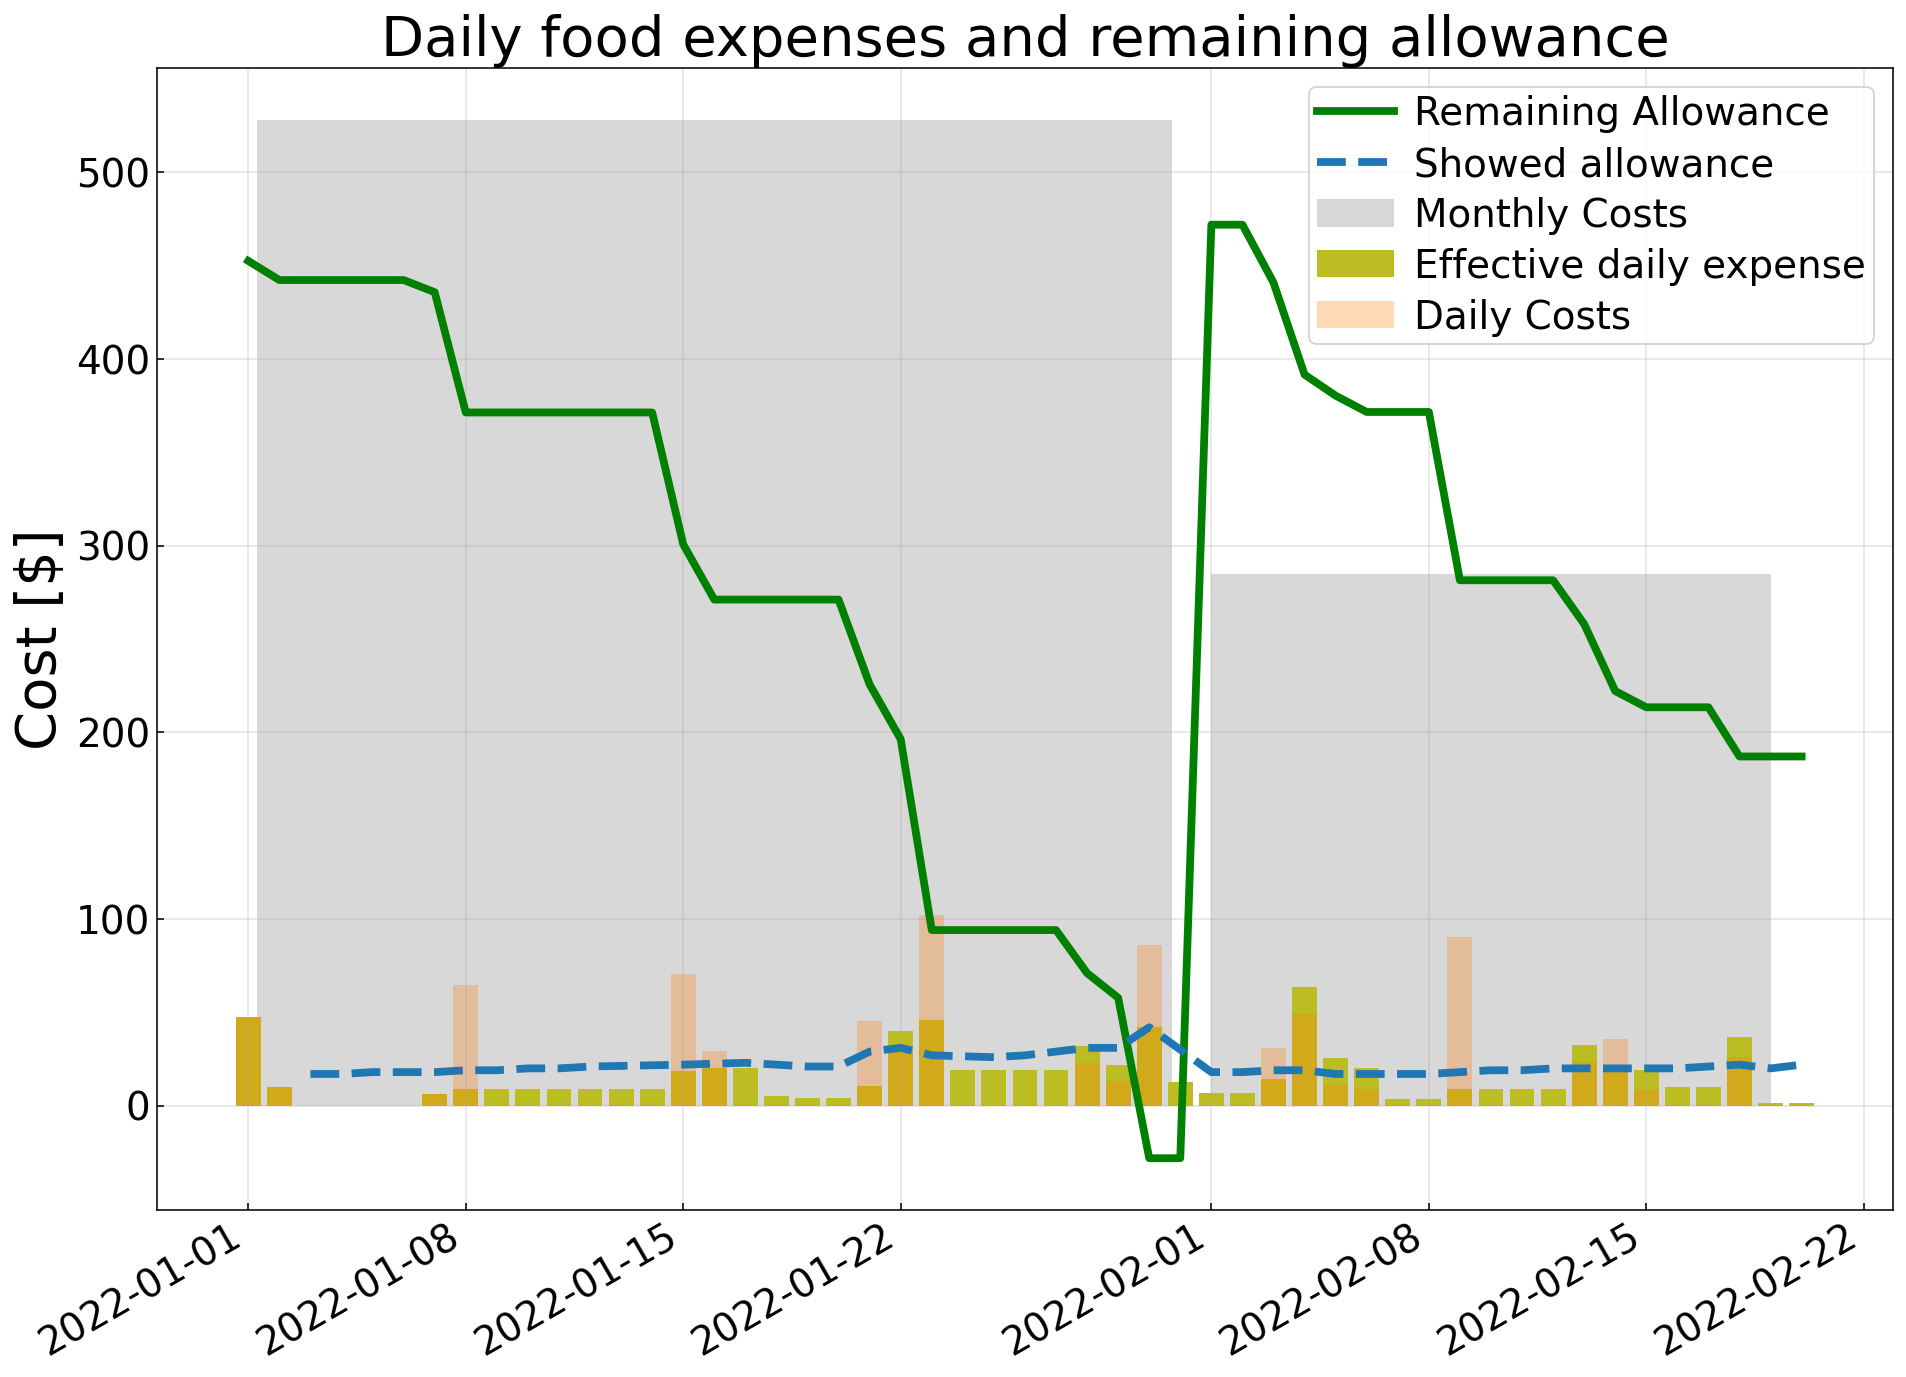 Daily food expenses and remaining allowance
Remaining Allowance
Showed allowance
Monthly Costs
Effective daily expense
Daily Costs
Cost [$]
500
400
300
200
100
0
2022-01-01
2022-01-08
2022-01-15
2022-01-22
2022-02-01
2022-02-08
2022-02-15
2022-02-22